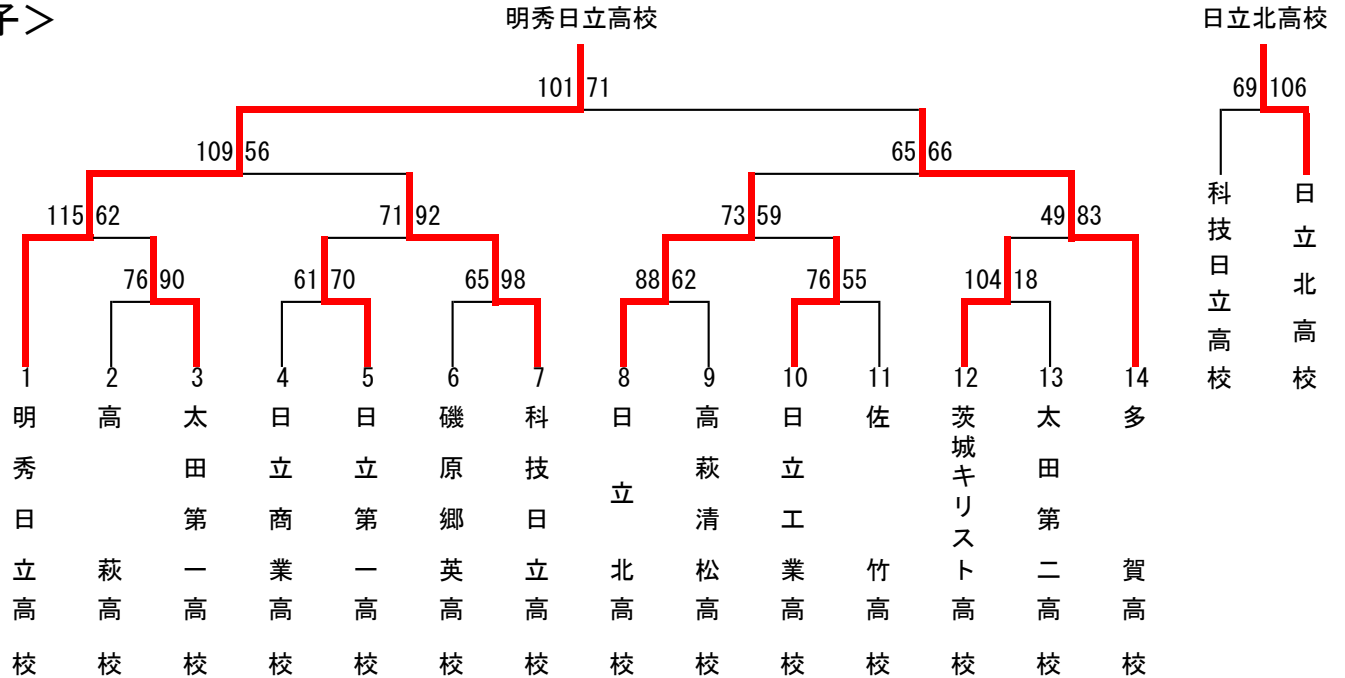 子＞
明秀日立高校
日立北高校
101 71
69 106
109 56
65 66
115 62
71 92
73 59
49 83
76 90
61 70
65 98
88 62
76 55
104 18
科技日立高校
日立北高校
1 2 3 4 5 6 7 8 9 10 11 12 13 14
明秀日立高校
高萩高校
太田第一高校
日立商業高校
日立第一高校
磯原郷英高校
科技日立高校
日立北高校
高萩清松高校
日立工業高校
佐竹高校
茨城キリスト高校
太田第二高校
多賀高校